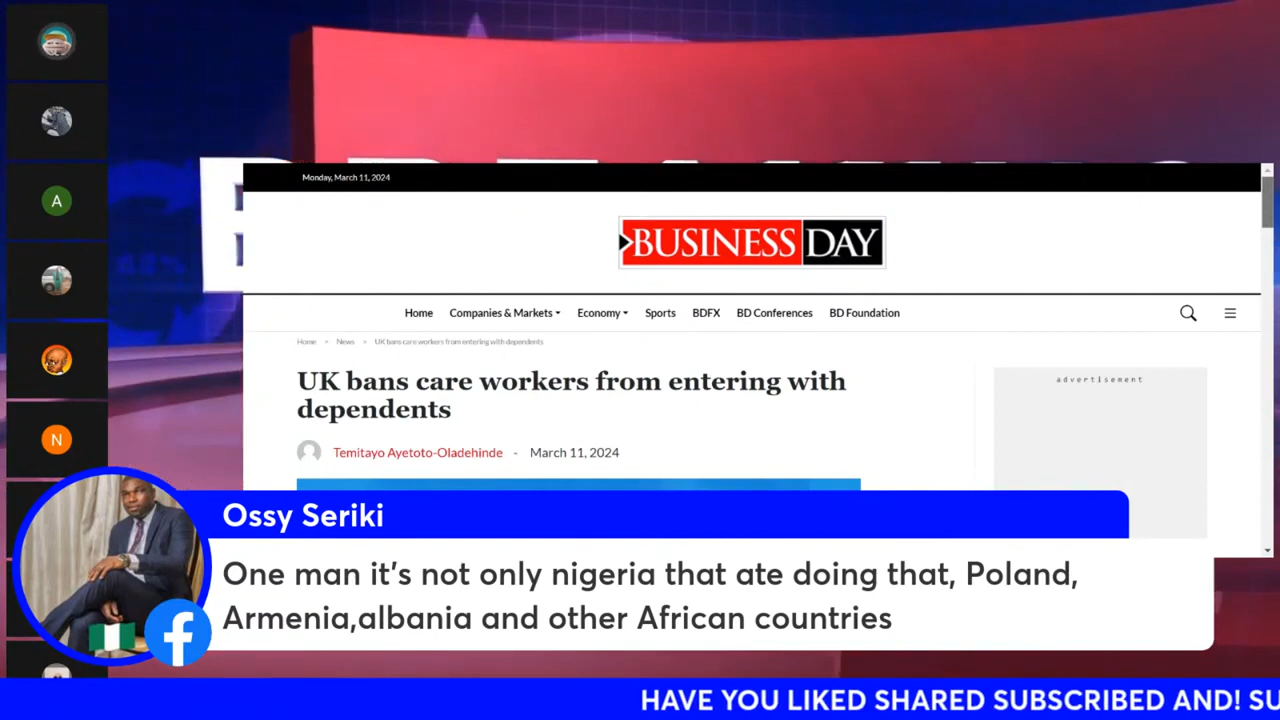 Monday, March 11, 2024
BUSINESS DAY
Home Companies & Markets Economy Sports BDFX BD Conferences BD Foundation
Home > News > UK bans care workers from entering with dependents
UK bans care workers from entering with
dependents
advertisement
Temitayo Ayetoto-Oladehinde - March 11, 2024
A
N
Ossy Seriki
One man it's not only nigeria that ate doing that, Poland,
Armenia,albania and other African countries
HAVE YOU LIKED SHARED SUBSCRIBED AND! SU